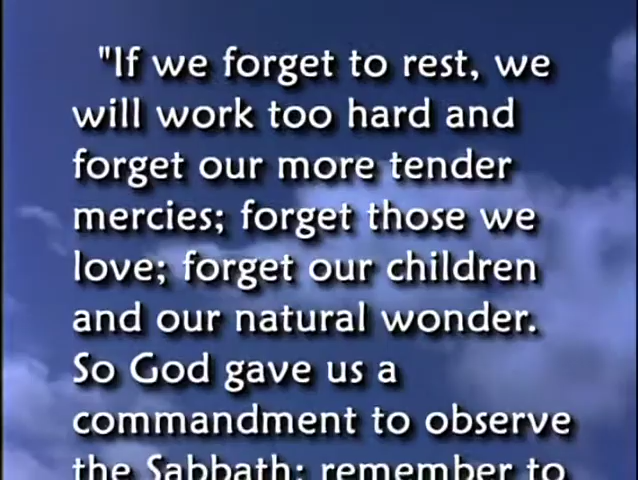 "If we forget to rest, we
will work too hard and
forget our more tender
mercies; forget those we
love; forget our children
and our natural wonder.
So God gave us a
commandment to observe
the Sabbath; remember to